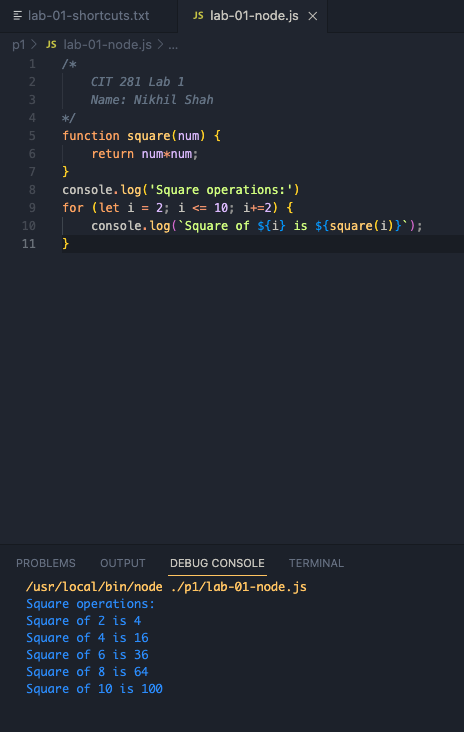 lab-01-shortcuts.txt JS lab-01-node.js
p1 > JS lab-01-node.js > ...
1 /*
2 CIT 281 Lab 1
3 Name: Nikhil Shah
4 */
5 function square(num) {
6 return num*num;
7 }
8 console.log('Square operations:')
9 for (let i = 2; i <= 10; i+=2) {
10 console.log(`Square of ${i} is ${square(i)}`);
11 }
PROBLEMS OUTPUT DEBUG CONSOLE TERMINAL
/usr/local/bin/node ./p1/lab-01-node.js
Square operations:
Square of 2 is 4
Square of 4 is 16
Square of 6 is 36
Square of 8 is 64
Square of 10 is 100